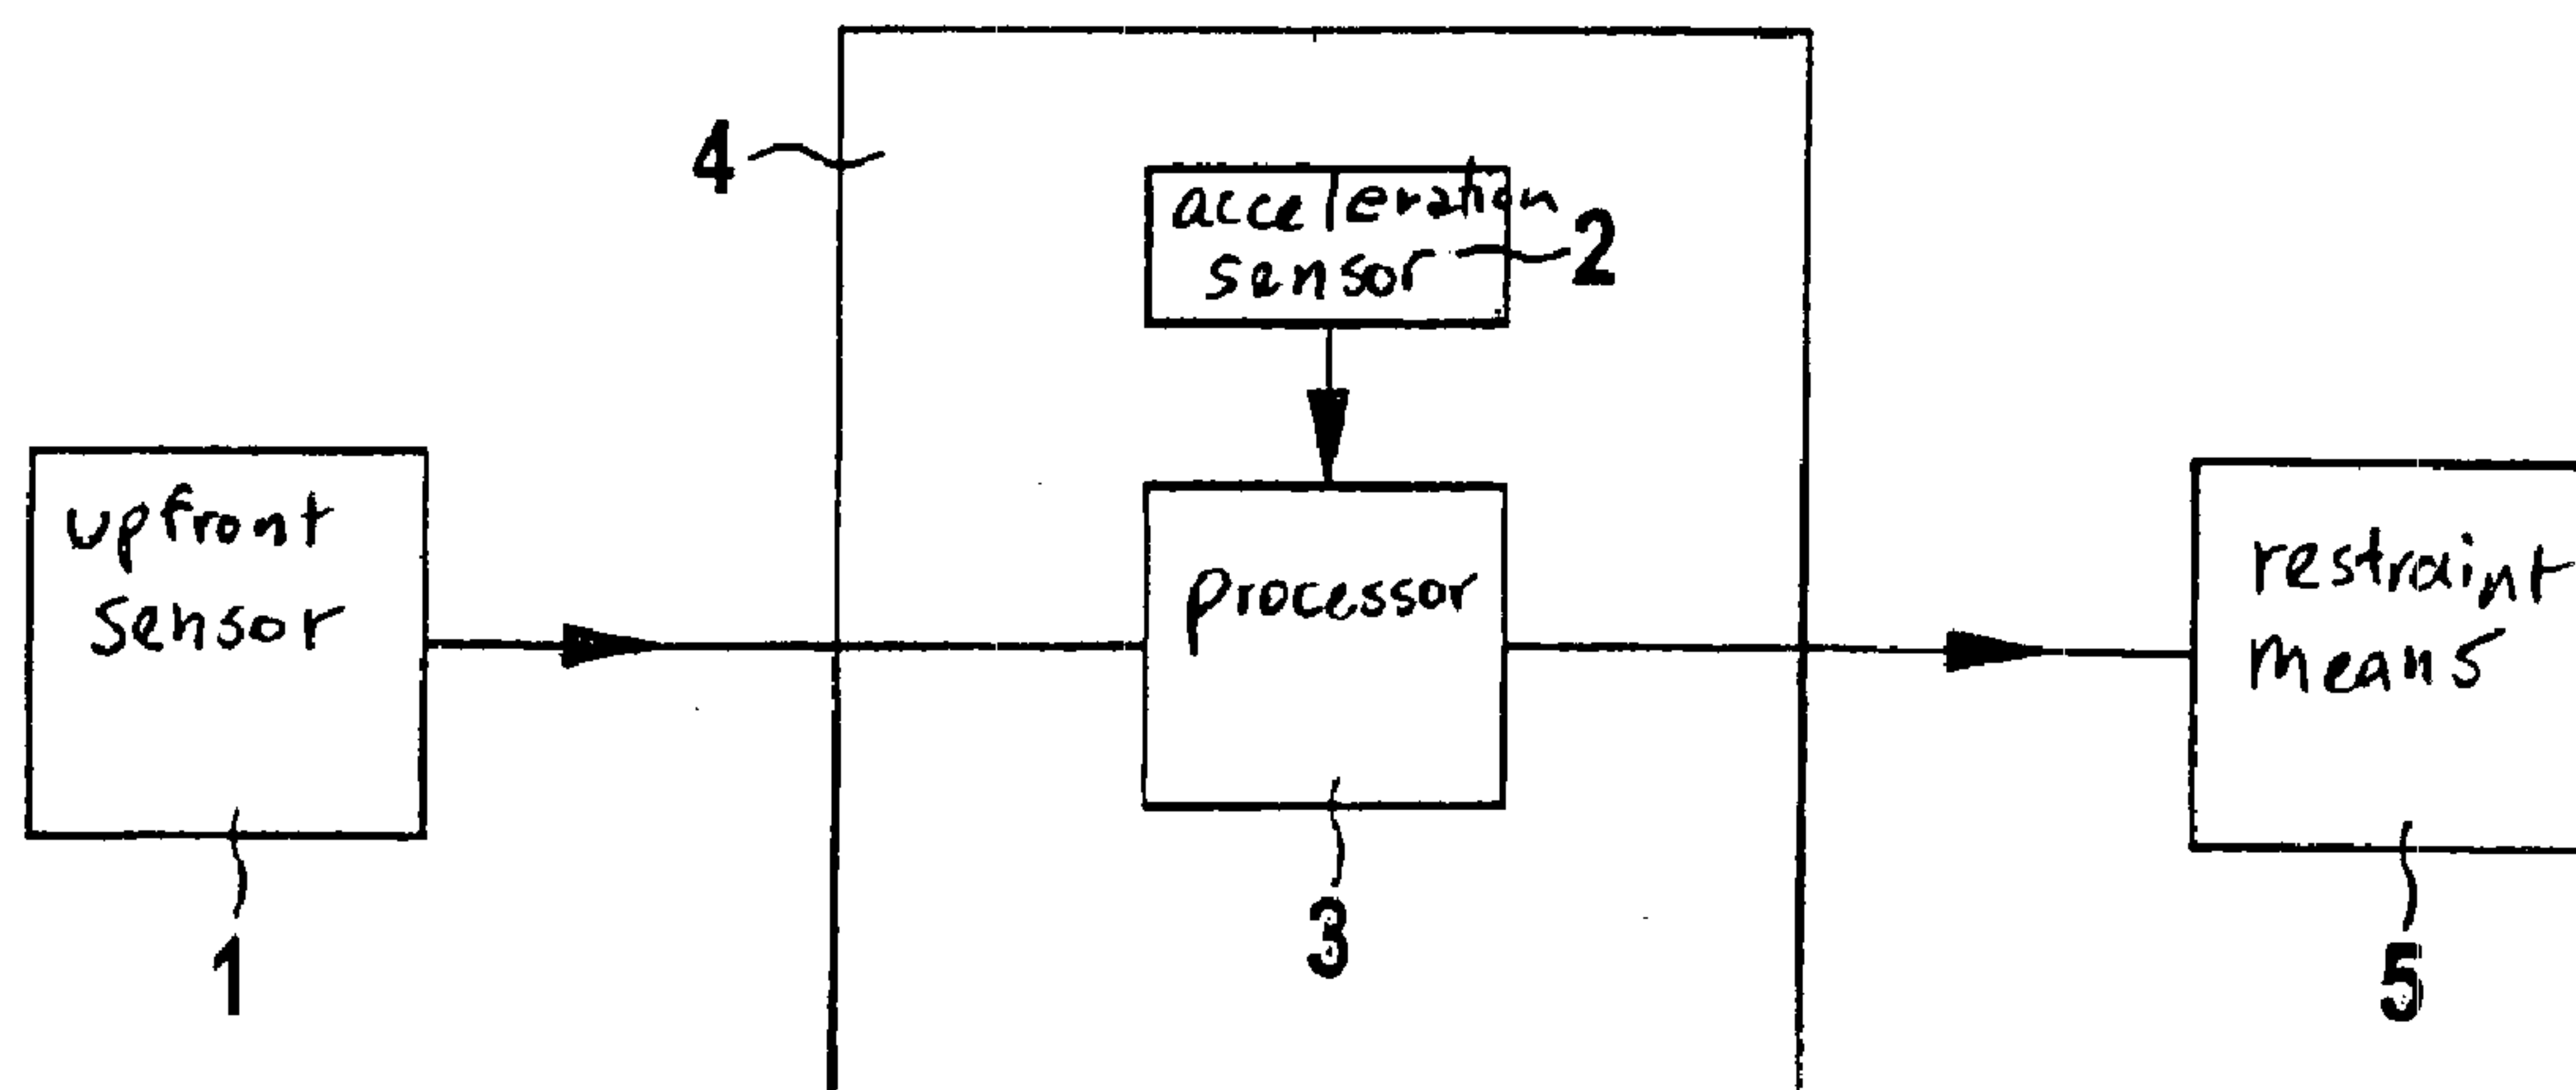 4
acceleration
sensor
2
upfront
sensor
processor
restraint
means
1
3
5